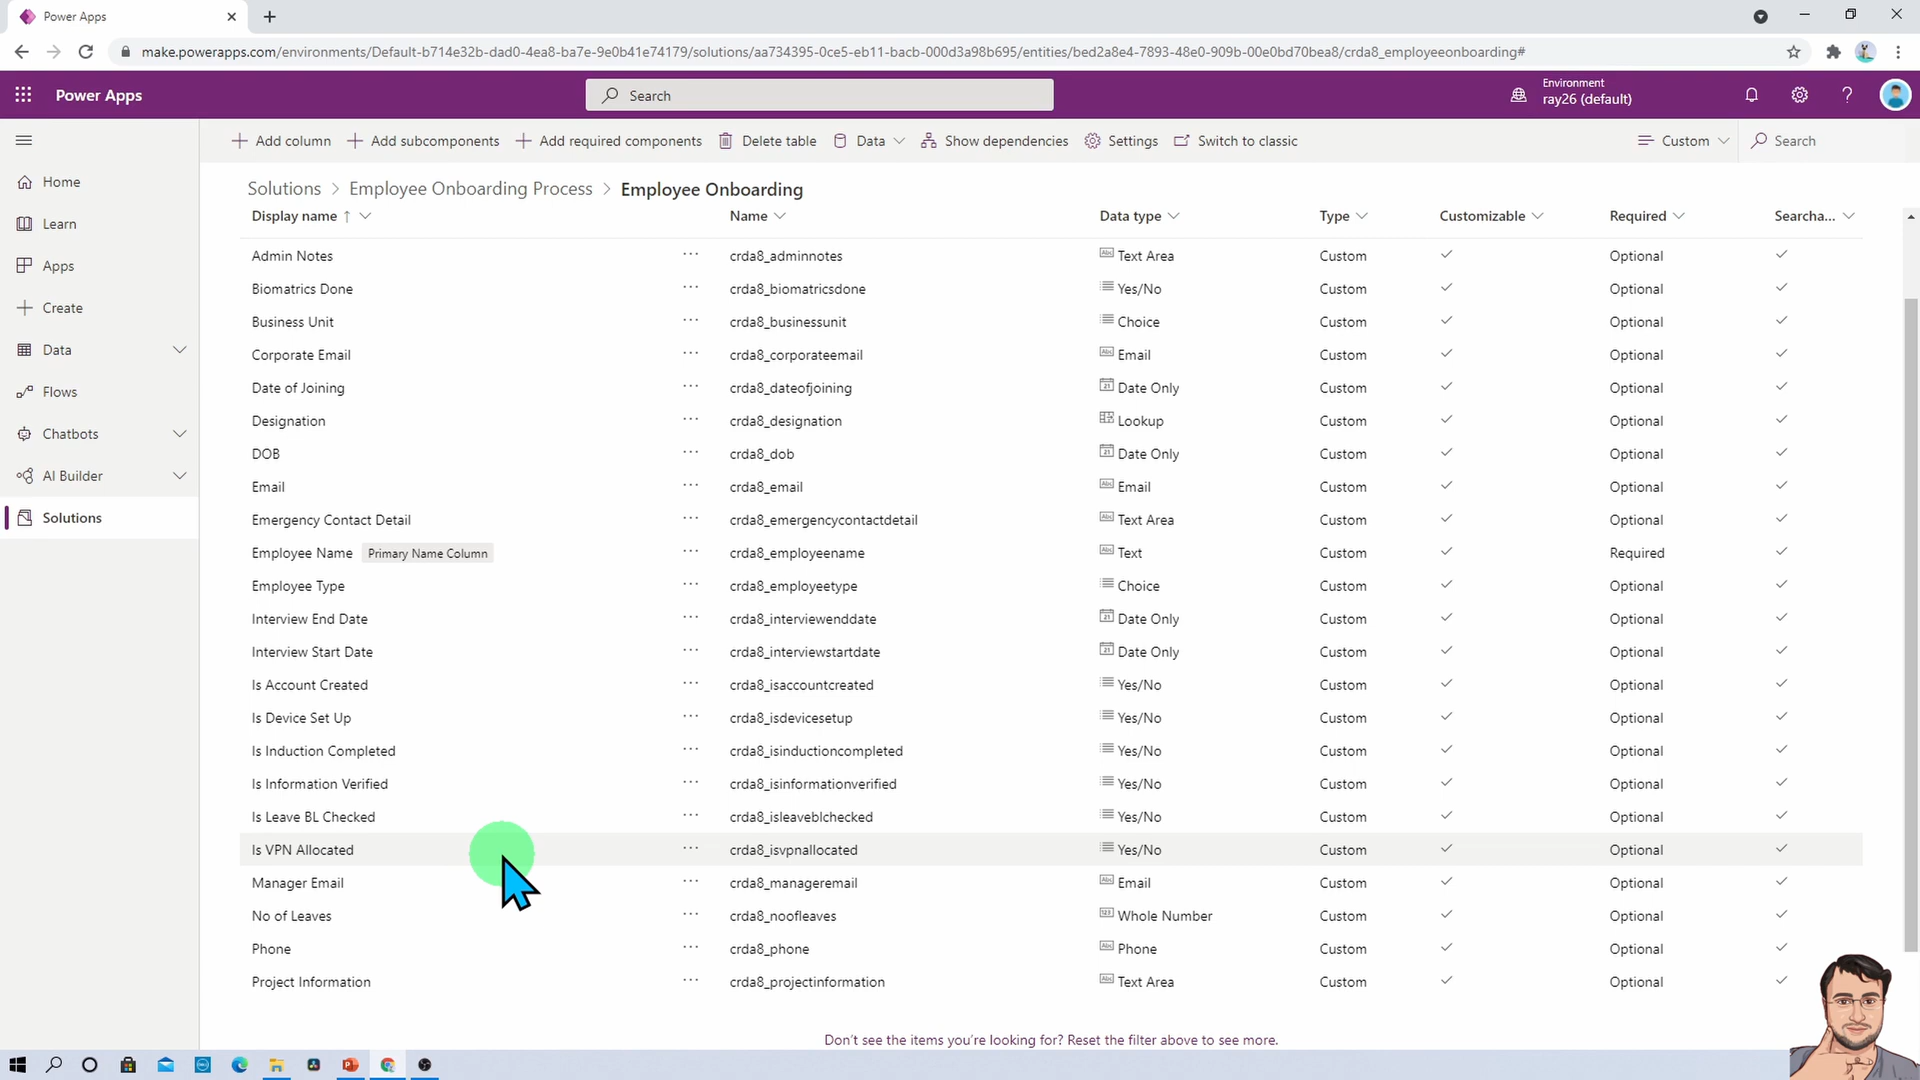 Power Apps
make.powerapps.com/environments/Default-b714e32b-dad0-4ea8-ba7e-9e0b41e74179/solutions/aa734395-0ce5-eb11-bacb-000d3a98b695/entities/bed2a8e4-7893-48e0-909b-00e0bd70bea8/crda8_employeeonboarding#
Power Apps Search Environment
ray26 (default)
Add column Add subcomponents Add required components Delete table Data Show dependencies Settings Switch to classic Custom Search
Home
Learn
Apps
Create
Data
Flows
Chatbots
AI Builder
Solutions
Solutions > Employee Onboarding Process > Employee Onboarding
Display name ↑ Name Data type Type Customizable Required Searcha...
Admin Notes ... crda8_adminnotes Text Area Custom Optional
Biomatrics Done ... crda8_biomatricsdone Yes/No Custom Optional
Business Unit ... crda8_businessunit Choice Custom Optional
Corporate Email ... crda8_corporateemail Email Custom Optional
Date of Joining ... crda8_dateofjoining Date Only Custom Optional
Designation ... crda8_designation Lookup Custom Optional
DOB ... crda8_dob Date Only Custom Optional
Email ... crda8_email Email Custom Optional
Emergency Contact Detail ... crda8_emergencycontactdetail Text Area Custom Optional
Employee Name Primary Name Column ... crda8_employeename Text Custom Required
Employee Type ... crda8_employeetype Choice Custom Optional
Interview End Date ... crda8_interviewenddate Date Only Custom Optional
Interview Start Date ... crda8_interviewstartdate Date Only Custom Optional
Is Account Created ... crda8_isaccountcreated Yes/No Custom Optional
Is Device Set Up ... crda8_isdevicesetup Yes/No Custom Optional
Is Induction Completed ... crda8_isinductioncompleted Yes/No Custom Optional
Is Information Verified ... crda8_isinformationverified Yes/No Custom Optional
Is Leave BL Checked ... crda8_isleaveblchecked Yes/No Custom Optional
Is VPN Allocated ... crda8_isvpnallocated Yes/No Custom Optional
Manager Email ... crda8_manageremail Email Custom Optional
No of Leaves ... crda8_noofleaves Whole Number Custom Optional
Phone ... crda8_phone Phone Custom Optional
Project Information ... crda8_projectinformation Text Area Custom Optional
Don't see the items you're looking for? Reset the filter above to see more.